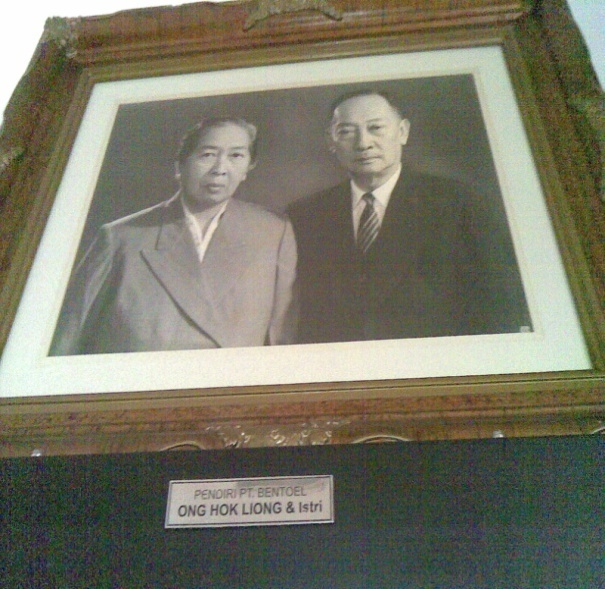 PENDIRI PT. BENTOEL
ONG HOK LIONG & Istri